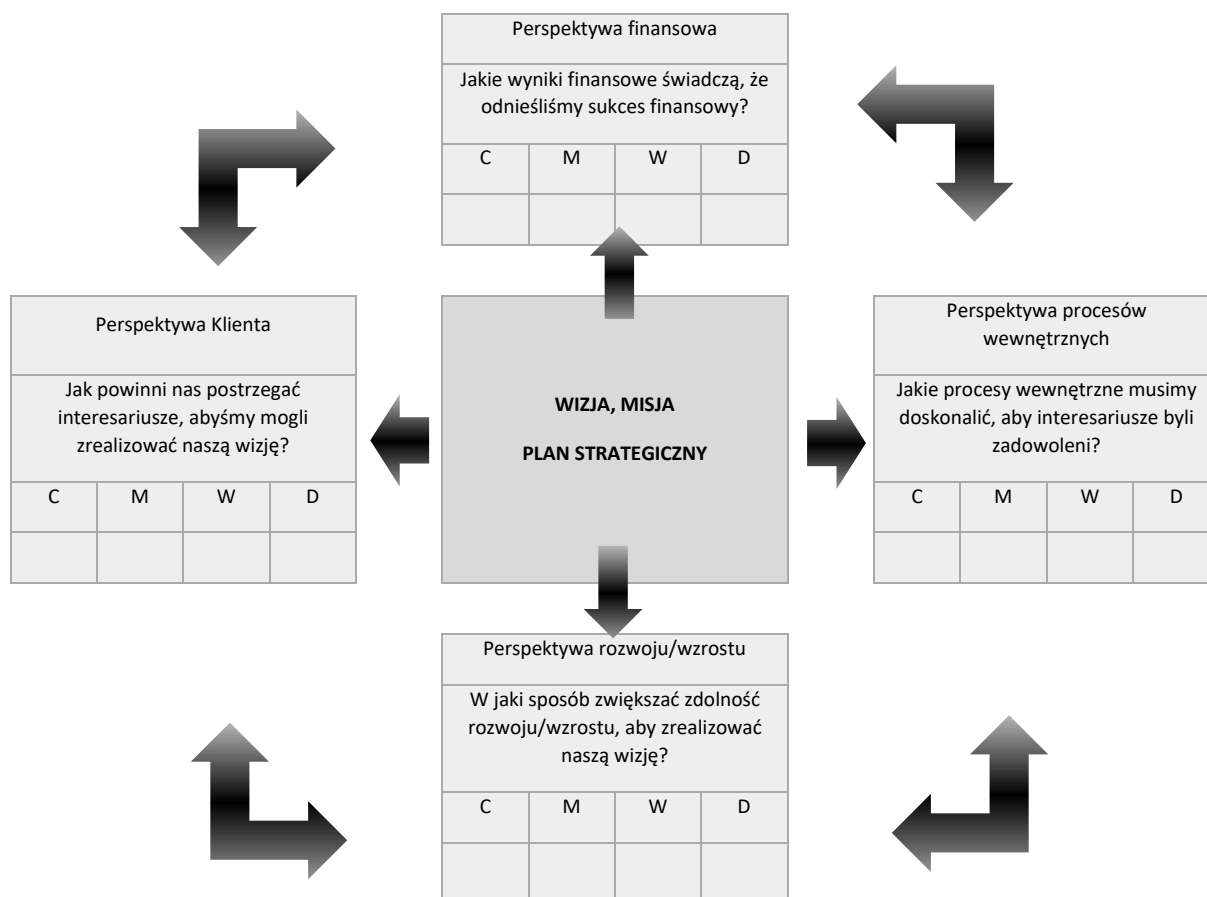 Perspektywa finansowa
Jakie wyniki finansowe świadczą, że
odnieśliśmy sukces finansowy?
C M W D
Perspektywa Klienta
Jak powinni nas postrzegać
interesariusze, abyśmy mogli
zrealizować naszą wizję?
C M W D
WIZJA, MISJA
PLAN STRATEGICZNY
Perspektywa procesów
wewnętrznych
Jakie procesy wewnętrzne musimy
doskonalić, aby interesariusze byli
zadowoleni?
C M W D
Perspektywa rozwoju/wzrostu
W jaki sposób zwiększać zdolność
rozwoju/wzrostu, aby zrealizować
naszą wizję?
C M W D